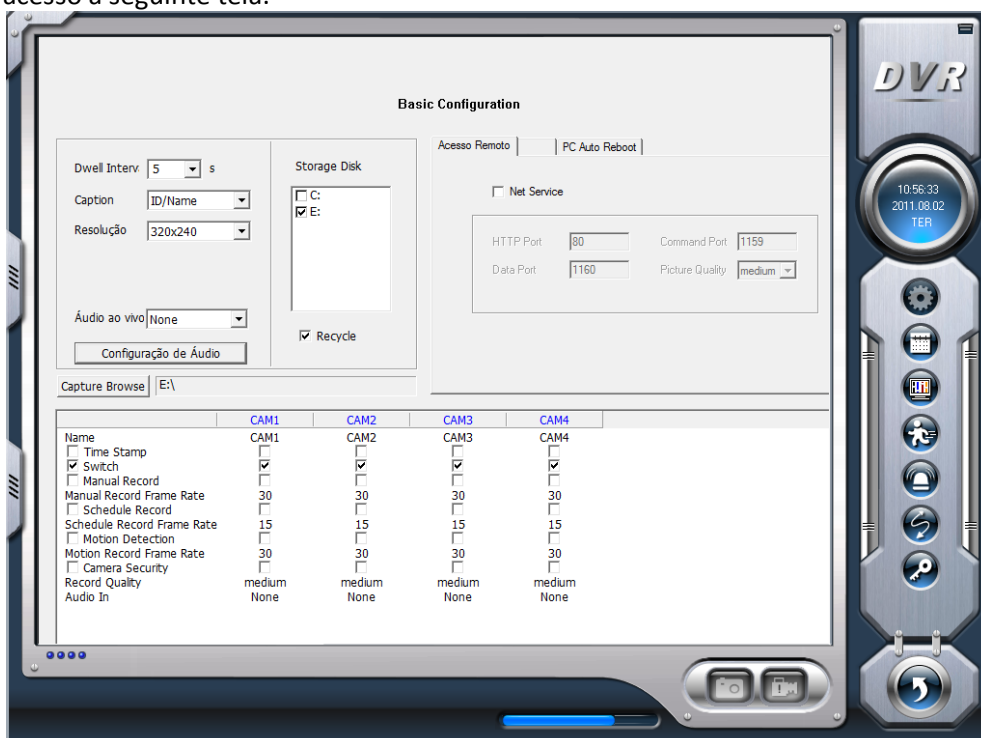 acesso a seguinte tela:
DVR
Basic Configuration
Dwell Interv 5 s
Caption ID/Name
Resolução 320x240
Áudio ao vivo None
Configuração de Áudio
Storage Disk
C:
E:
Recycle
Capture Browse E:\
Acesso Remoto PC Auto Reboot
Net Service
HTTP Port 80 Command Port 1159
Data Port 1160 Picture Quality medium
10:56:33
2011.08.02
TER
CAM1 CAM2 CAM3 CAM4
Name CAM1 CAM2 CAM3 CAM4
Time Stamp
Switch
Manual Record
Manual Record Frame Rate 30 30 30 30
Schedule Record
Schedule Record Frame Rate 15 15 15 15
Motion Detection
Motion Record Frame Rate 30 30 30 30
Camera Security
Record Quality medium medium medium medium
Audio In None None None None